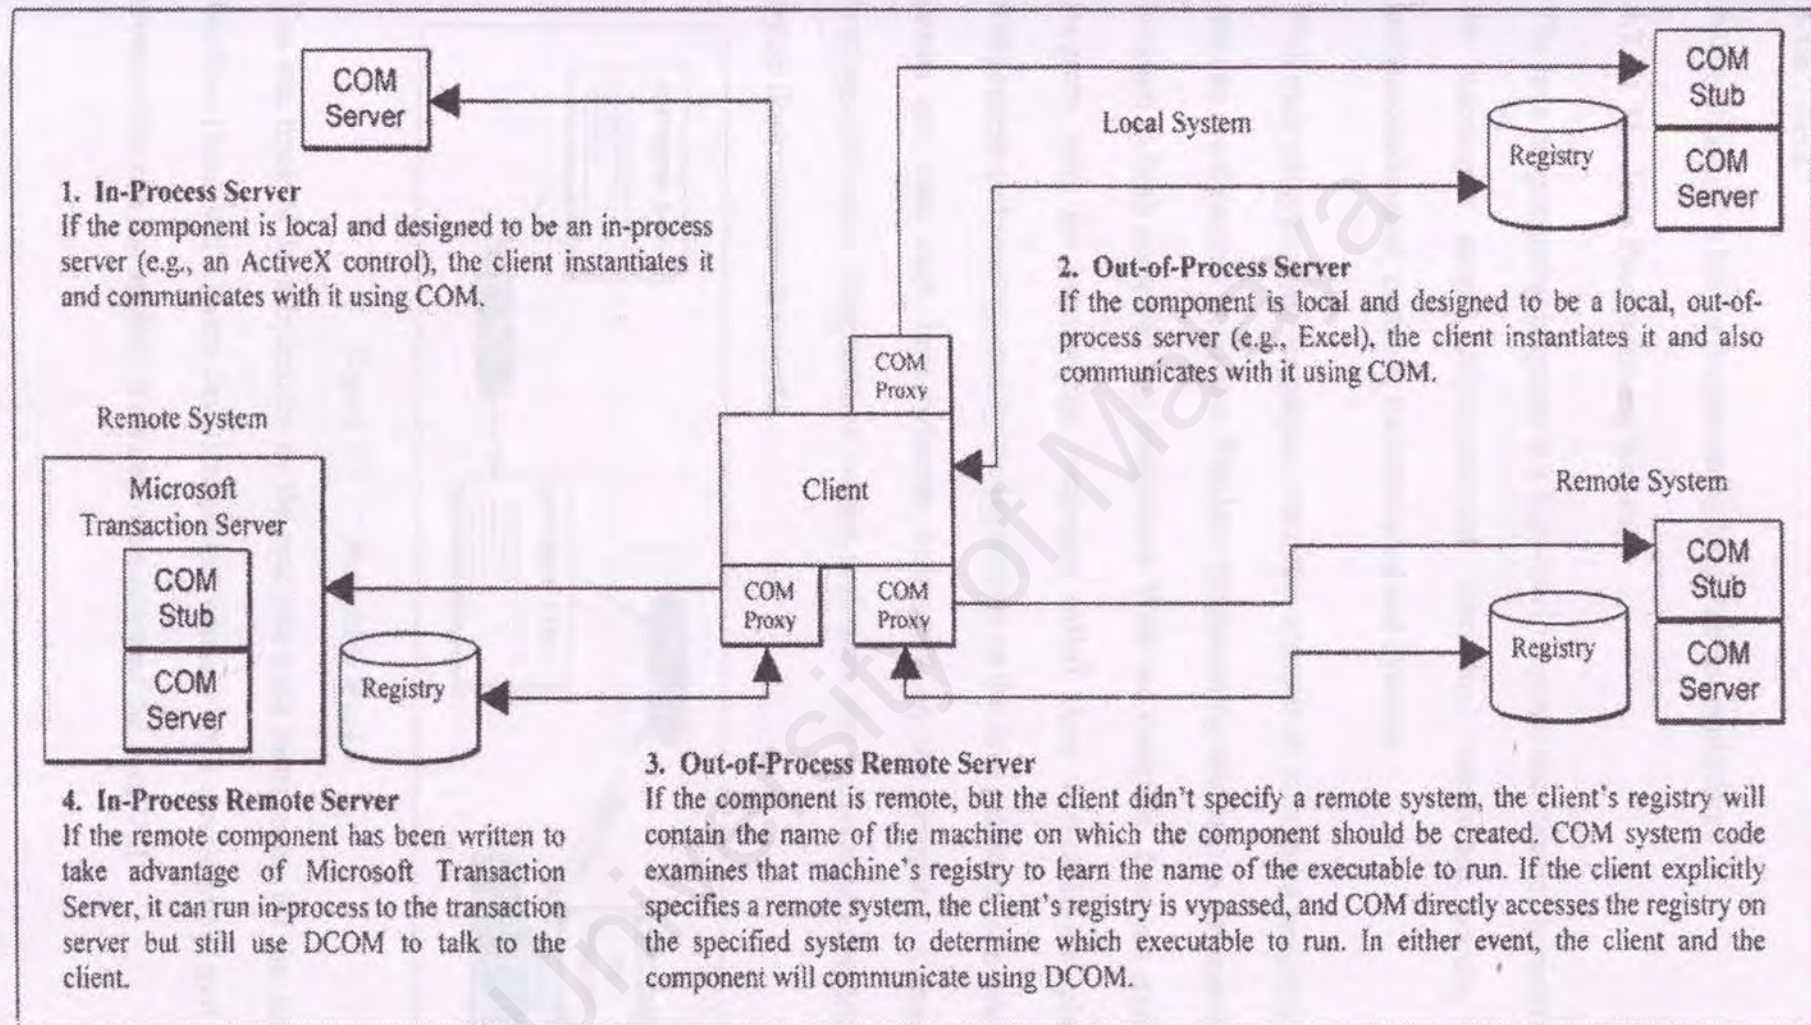 COM
Server
1. In-Process Server
If the component is local and designed to be an in-process
server (e.g., an ActiveX control), the client instantiates it
and communicates with it using COM.
Local System
COM
Stub
Registry
COM
Server
2. Out-of-Process Server
If the component is local and designed to be a local, out-of-
process server (e.g., Excel), the client instantiates it and also
communicates with it using COM.
COM
Proxy
Client
COM
Proxy
COM
Proxy
Remote System
Microsoft
Transaction Server
COM
Stub
COM
Server
Registry
Remote System
COM
Stub
Registry
COM
Server
4. In-Process Remote Server
If the remote component has been written to
take advantage of Microsoft Transaction
Server, it can run in-process to the transaction
server but still use DCOM to talk to the
client.
3. Out-of-Process Remote Server
If the component is remote, but the client didn't specify a remote system, the client's registry will
contain the name of the machine on which the component should be created. COM system code
examines that machine's registry to learn the name of the executable to run. If the client explicitly
specifies a remote system, the client's registry is vypassed, and COM directly accesses the registry on
the specified system to determine which executable to run. In either event, the client and the
component will communicate using DCOM.
University of Malaya